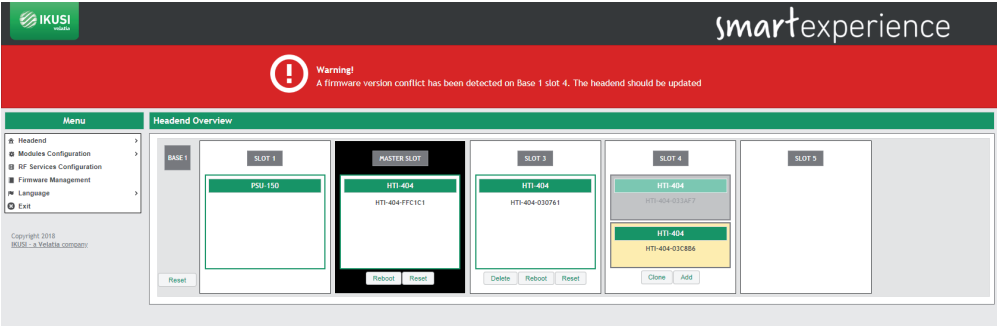 IKUSI
velatia
smartexperience
Warning!
A firmware version conflict has been detected on Base 1 slot 4. The headend should be updated
Menu
Headend
Modules Configuration
RF Services Configuration
Firmware Management
Language
Exit
Copyright 2018
IKUSI - a Velatia company
Headend Overview
BASE 1
Reset
SLOT 1
PSU-150
MASTER SLOT
HTI-404
HTI-404-FFC1C1
Reboot Reset
SLOT 3
HTI-404
HTI-404-030761
Delete Reboot Reset
SLOT 4
HTI-404
HTI-404-033AF7
HTI-404
HTI-404-03C8B6
Clone Add
SLOT 5